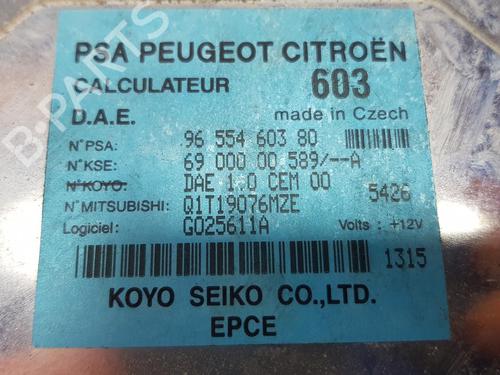 PSA PEUGEOT CITROËN
CALCULATEUR 603
D.A.E. made in Czech
N°PSA: 96 554 603 80
N°KSE: 69 000 00 589/--A
N°KOYO: DAE 1.0 CEM 00 5426
N°MITSUBISHI: Q1T19076MZE
Logiciel: G025611A Volts : +12V
1315
KOYO SEIKO CO.,LTD.
EPCE
B-PARTS